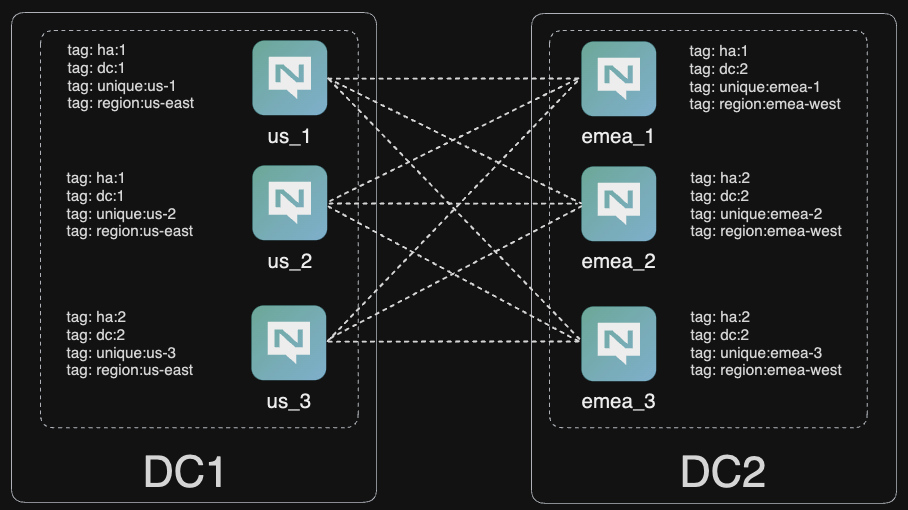 tag: ha:1
tag: dc:1
tag: unique:us-1
tag: region:us-east
us_1
tag: ha:1
tag: dc:1
tag: unique:us-2
tag: region:us-east
us_2
tag: ha:2
tag: dc:2
tag: unique:us-3
tag: region:us-east
us_3
DC1
tag: ha:1
tag: dc:2
tag: unique:emea-1
tag: region:emea-west
emea_1
tag: ha:2
tag: dc:2
tag: unique:emea-2
tag: region:emea-west
emea_2
tag: ha:2
tag: dc:2
tag: unique:emea-3
tag: region:emea-west
emea_3
DC2